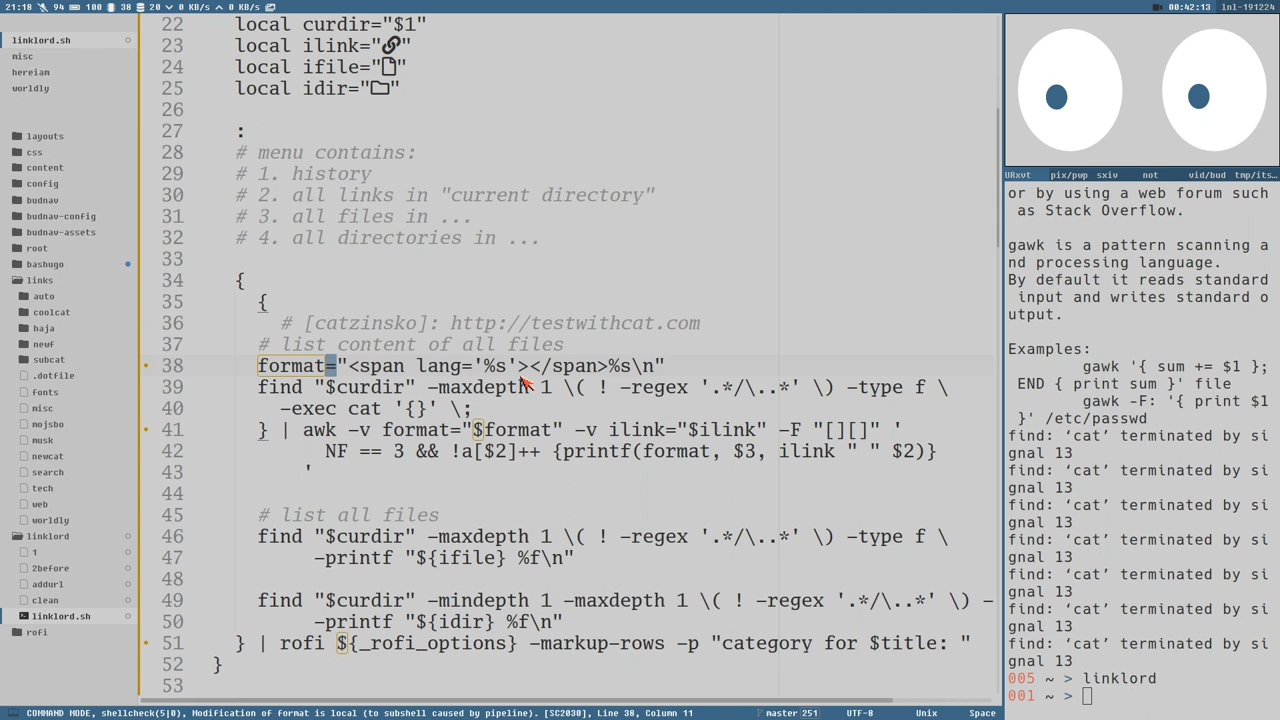 21:18 94 100 38 20 0 KB/s 0 KB/s
00:42:13 lnl-191224
linklord.sh
misc
hereiam
worldly
layouts
css
content
config
budnav
budnav-config
budnav-assets
root
bashugo
links
auto
coolcat
haja
newf
subcat
.dotfile
fonts
misc
mojsbo
musk
newcat
search
tech
web
worldly
linklord
1
2before
addurl
clean
linklord.sh
rofi
22 local curdir="$1"
23 local ilink=""
24 local ifile=""
25 local idir=""
26
27 :
28 # menu contains:
29 # 1. history
30 # 2. all links in "current directory"
31 # 3. all files in ...
32 # 4. all directories in ...
33
34 {
35 {
36 # [catzinsko]: http://testwithcat.com
37 # list content of all files
38 format="<span lang='%s'></span>%s\n"
39 find "$curdir" -maxdepth 1 \( ! -regex '.*/\..*' \) -type f \
40 -exec cat '{}' \;
41 } | awk -v format="$format" -v ilink="$ilink" -F "[][]" '
42 NF == 3 && !a[$2]++ {printf(format, $3, ilink " " $2)}
43 '
44
45 # list all files
46 find "$curdir" -maxdepth 1 \( ! -regex '.*/\..*' \) -type f \
47 -printf "${ifile} %f\n"
48
49 find "$curdir" -mindepth 1 -maxdepth 1 \( ! -regex '.*/\..*' \) -
50 -printf "${idir} %f\n"
51 } | rofi ${_rofi_options} -markup-rows -p "category for $title: "
52 }
53
COMMAND MODE, shellcheck(5|0), Modification of format is local (to subshell caused by pipeline). [SC2030], Line 38, Column 11
master 251 UTF-8 Unix Space
URxvt pix/pwp sxiv not vid/bud tmp/its…
or by using a web forum such
as Stack Overflow.
gawk is a pattern scanning a
nd processing language.
By default it reads standard
input and writes standard o
utput.
Examples:
gawk '{ sum += $1 };
END { print sum }' file
gawk -F: '{ print $1
}' /etc/passwd
find: ‘cat’ terminated by si
gnal 13
find: ‘cat’ terminated by si
gnal 13
find: ‘cat’ terminated by si
gnal 13
find: ‘cat’ terminated by si
gnal 13
find: ‘cat’ terminated by si
gnal 13
find: ‘cat’ terminated by si
gnal 13
find: ‘cat’ terminated by si
gnal 13
005 ~ > linklord
001 ~ >